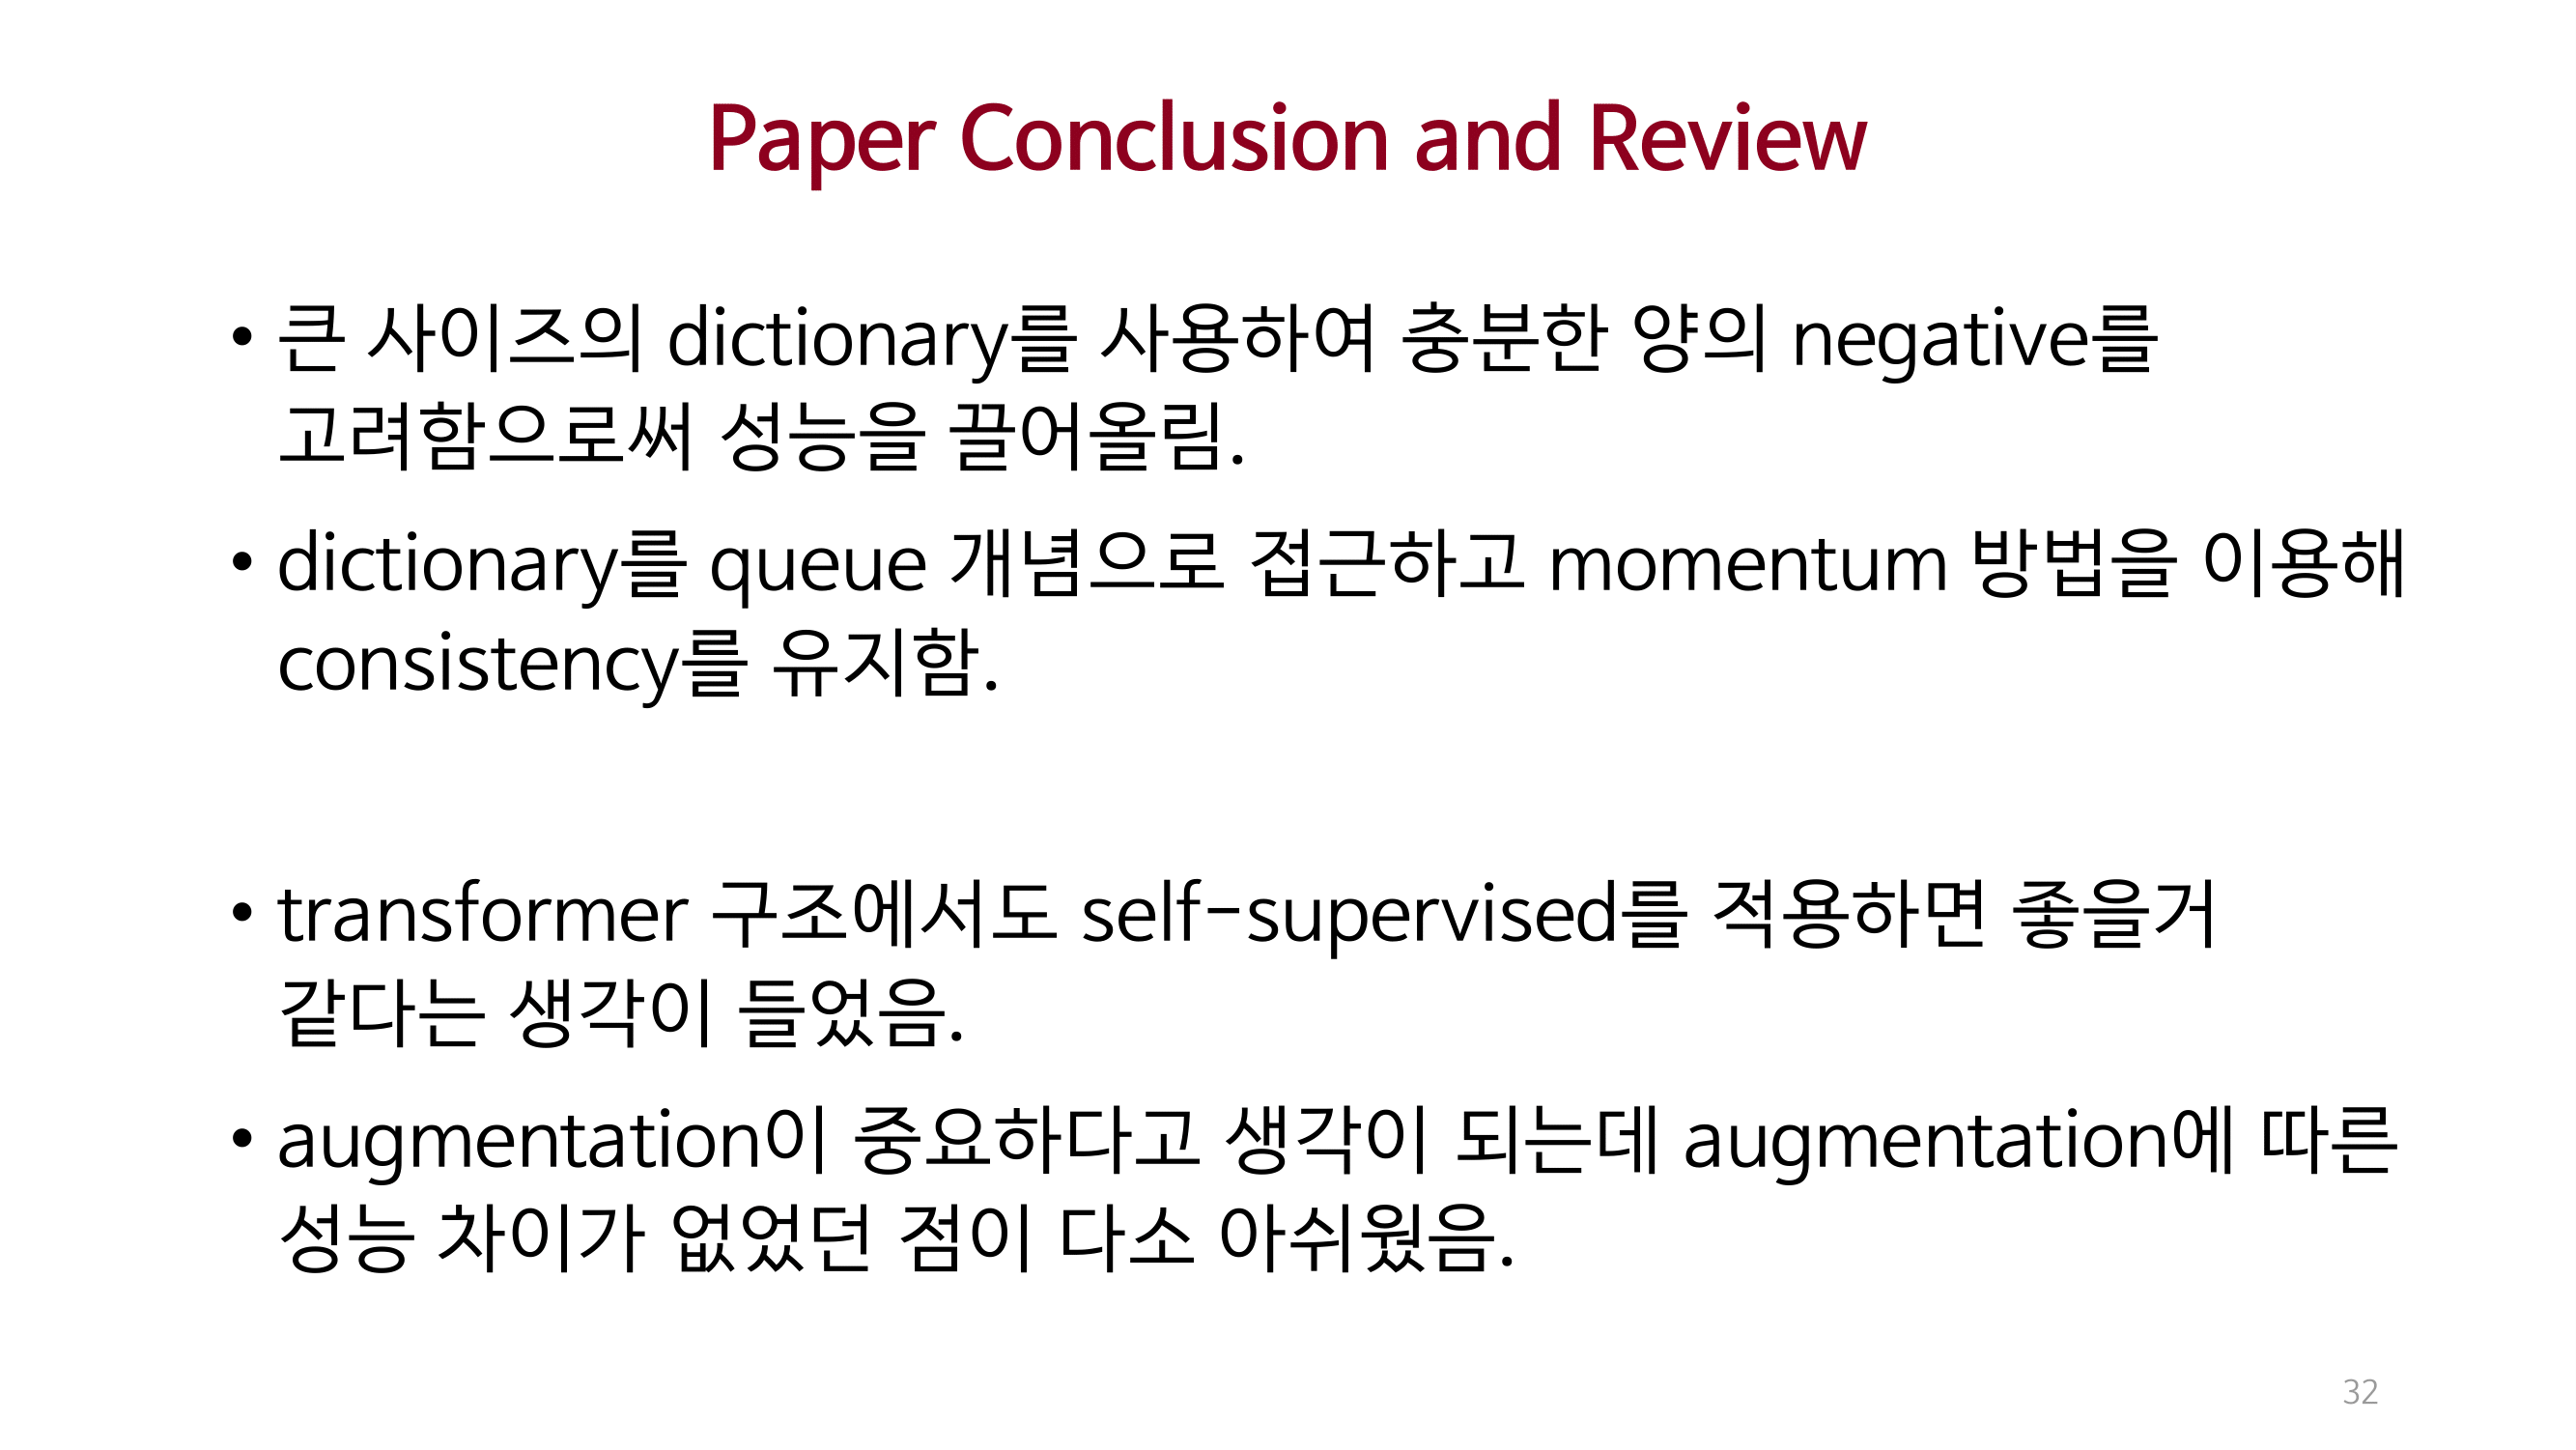 Paper Conclusion and Review
• 큰 사이즈의 dictionary를 사용하여 충분한 양의 negative를
고려함으로써 성능을 끌어올림.
• dictionary를 queue 개념으로 접근하고 momentum 방법을 이용해
consistency를 유지함.
• transformer 구조에서도 self-supervised를 적용하면 좋을거
같다는 생각이 들었음.
• augmentation이 중요하다고 생각이 되는데 augmentation에 따른
성능 차이가 없었던 점이 다소 아쉬웠음.
32